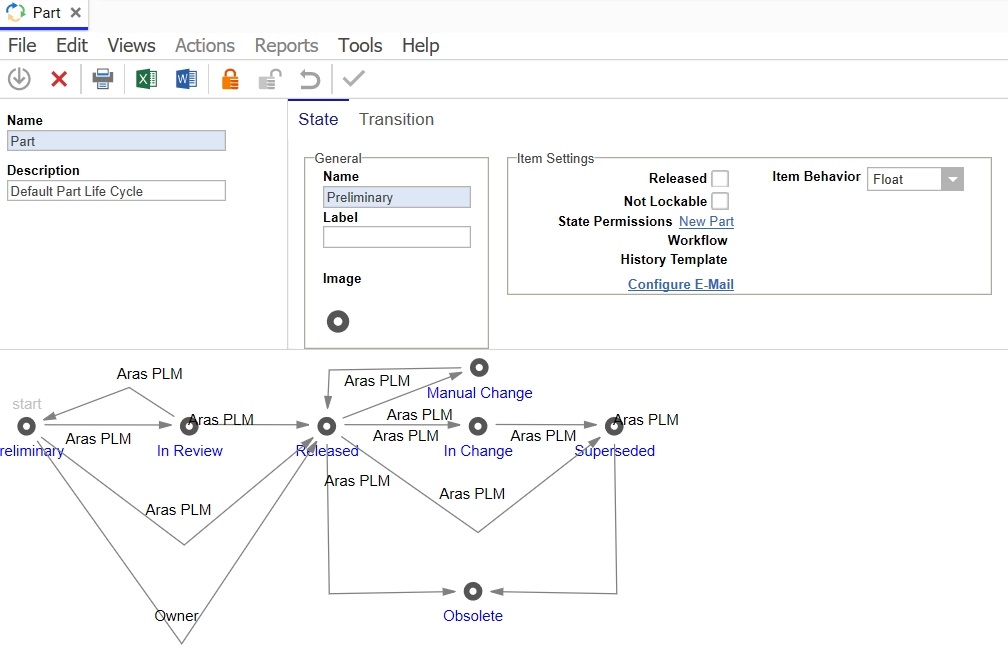 Part
File Edit Views Actions Reports Tools Help
Name
Part
Description
Default Part Life Cycle
State Transition
General
Name
Preliminary
Label
Image
Item Settings
Released
Not Lockable
State Permissions New Part
Workflow
History Template
Configure E-Mail
Item Behavior Float
Aras PLM
Aras PLM
Manual Change
start
Aras PLM
Aras PLM
Aras PLM
Aras PLM
Aras PLM
Aras PLM
reliminary
In Review
Released
In Change
Superseded
Aras PLM
Aras PLM
Aras PLM
Owner
Obsolete